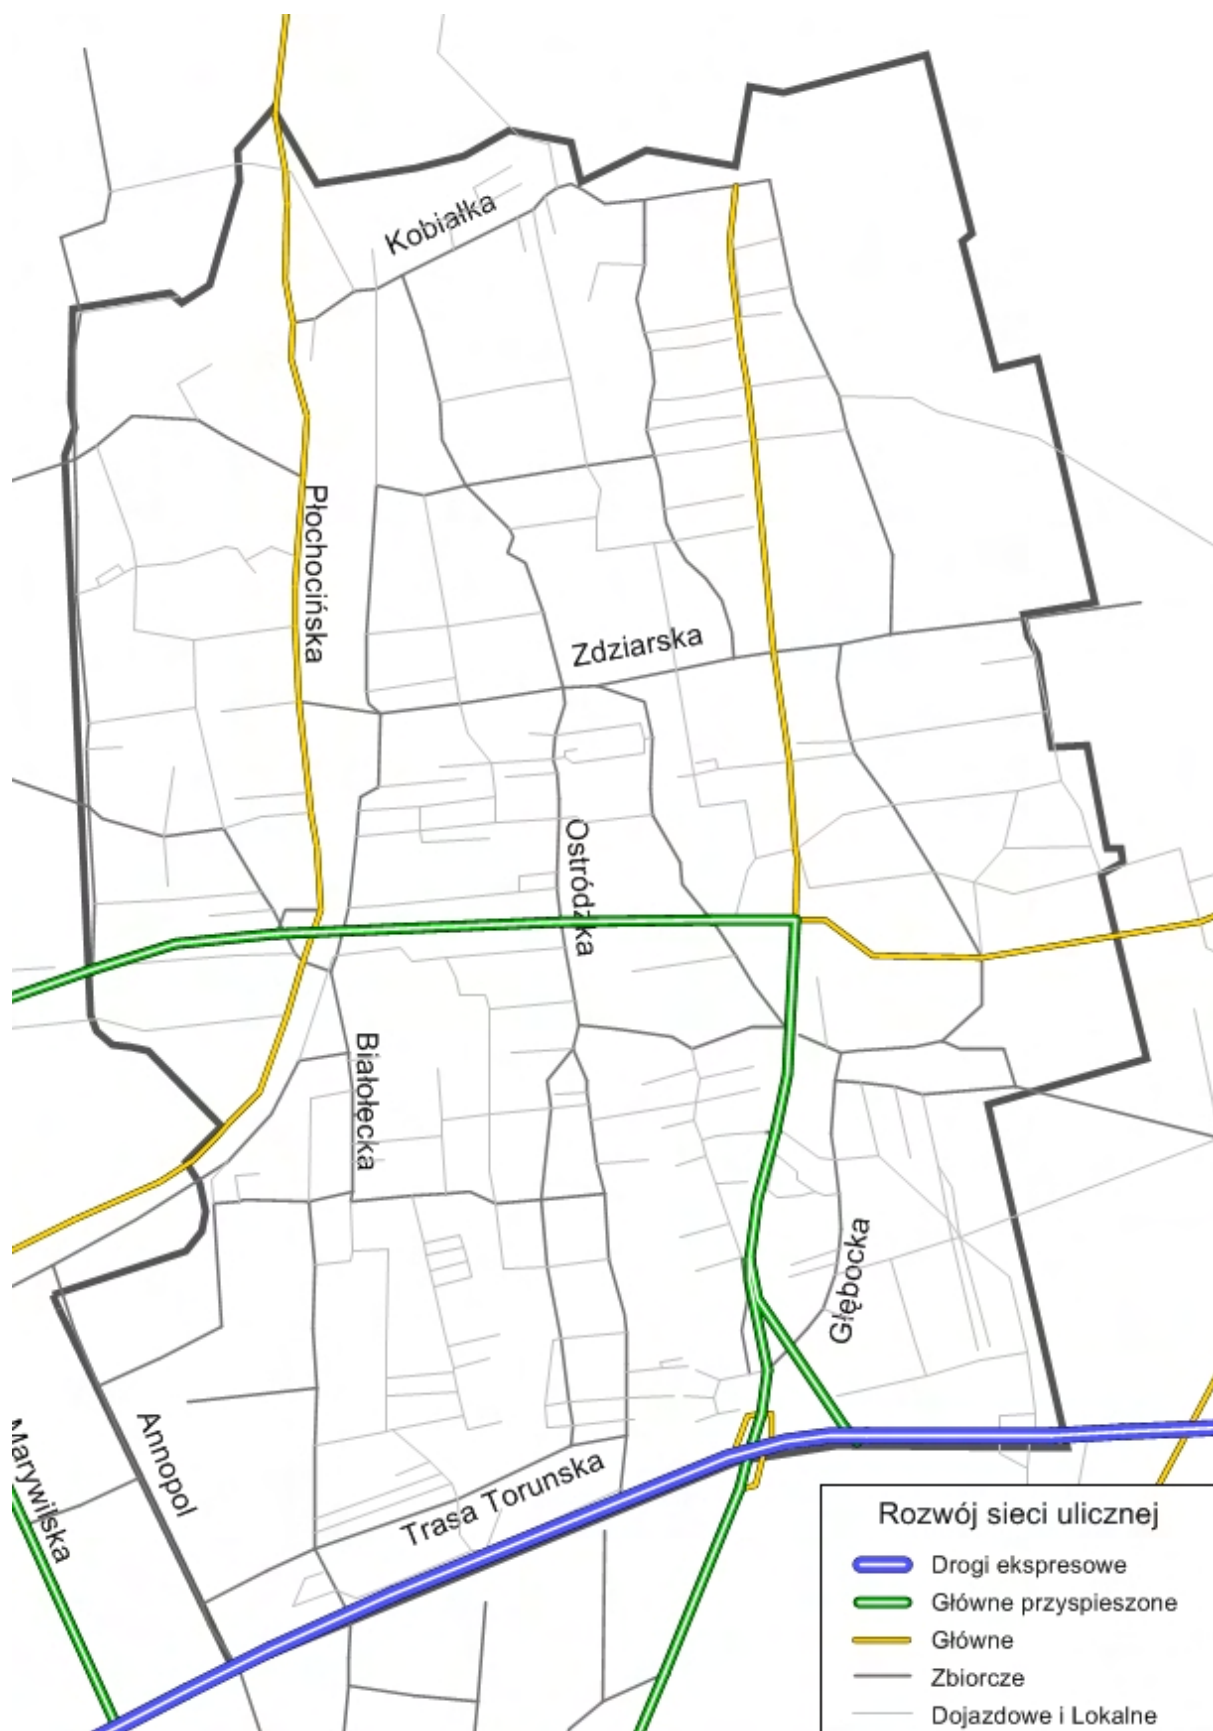 Kobiałka
Płochocińska
Zdziarska
Ostródzka
Białołecka
Głębocka
Annopol
Marywilska
Trasa Torunska
Rozwój sieci ulicznej
Drogi ekspresowe
Główne przyspieszone
Główne
Zbiorcze
Dojazdowe i Lokalne